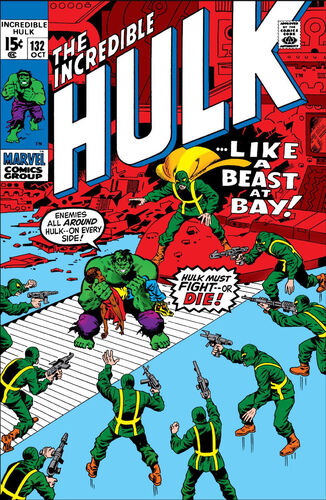 INCREDIBLE
HULK
15¢
132
OCT
CC
MARVEL
COMICS
GROUP
APPROVED
BY THE
COMICS
CODE
AUTHORITY
THE
INCREDIBLE
HULK
...LIKE
A
BEAST
AT
BAY!
ENEMIES
ALL AROUND
HULK--ON EVERY
SIDE!
HULK MUST
FIGHT--OR
DIE!